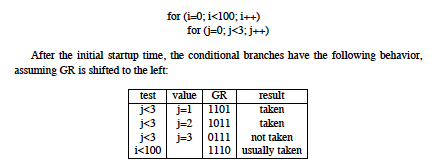 for (i=0; i<100; i++)
for (j=0; j<3; j++)
After the initial startup time, the conditional branches have the following behavior,
assuming GR is shifted to the left:
test value GR result
j<3 j=1 1101 taken
j<3 j=2 1011 taken
j<3 j=3 0111 not taken
i<100 1110 usually taken